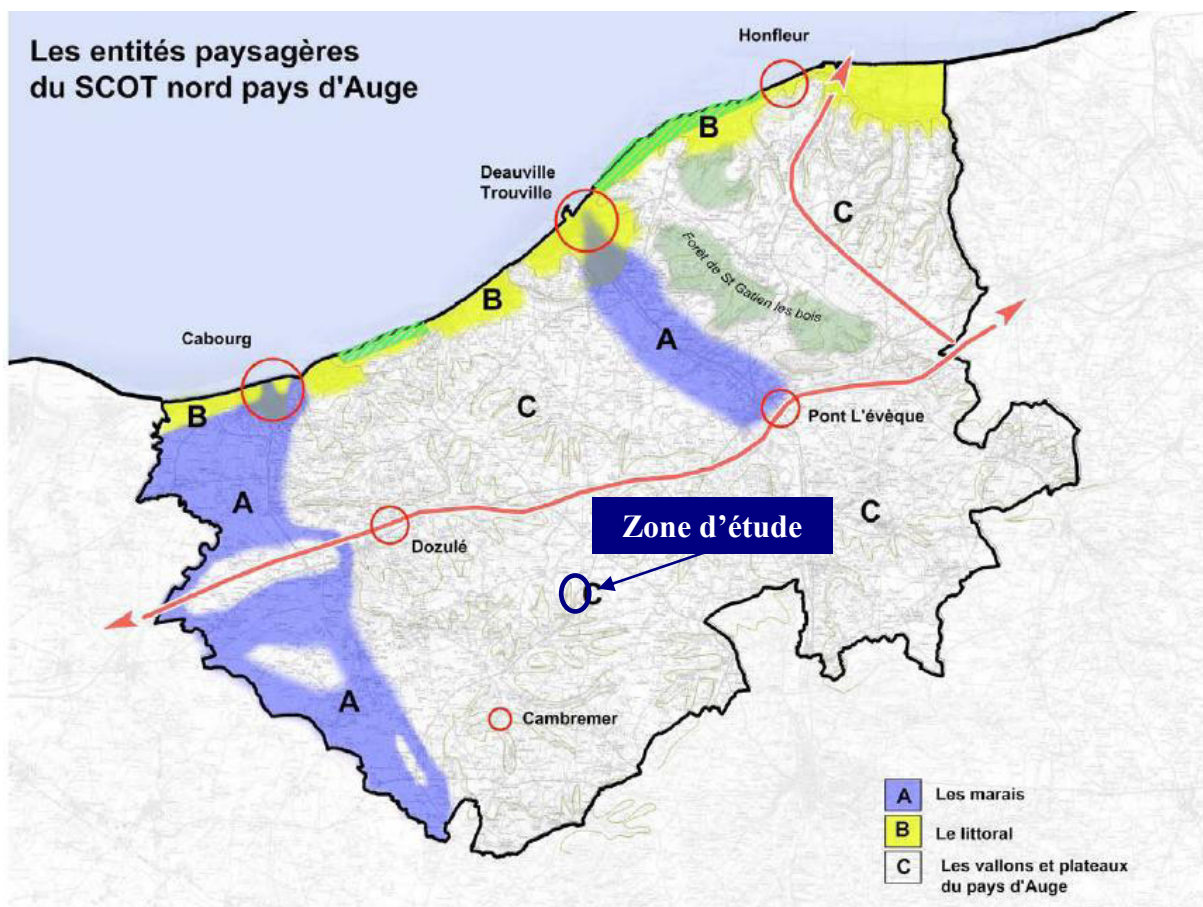 Les entités paysagères
du SCOT nord pays d'Auge
Honfleur
B
Deauville
Trouville
C
Forêt de St Gatien les bois
B
A
Cabourg
B
C
Pont L'évèque
A
Zone d'étude
C
Dozulé
C
A
Cambremer
A Les marais
B Le littoral
C Les vallons et plateaux
du pays d'Auge